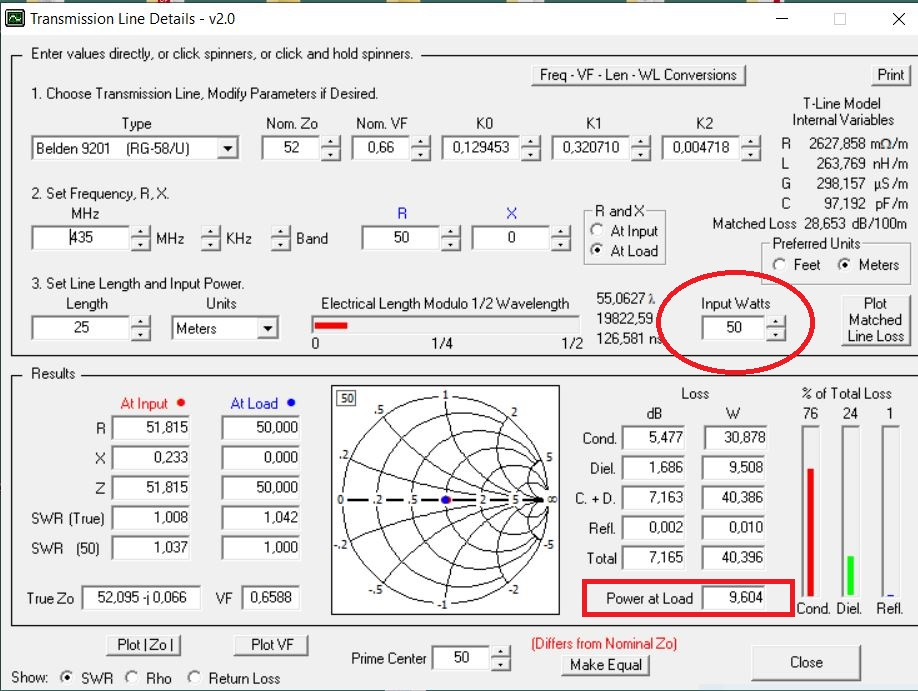 Transmission Line Details - v2.0
Enter values directly, or click spinners, or click and hold spinners.
Freq - VF - Len - WL Conversions
Print
1. Choose Transmission Line, Modify Parameters if Desired.
T-Line Model
Internal Variables
Type Nom. Zo Nom. VF K0 K1 K2
Belden 9201 (RG-58/U) 52 0,66 0,129453 0,320710 0,004718
R 2627,858 mΩ/m
L 263,769 nH/m
G 298,157 µS/m
C 97,192 pF/m
Matched Loss 28,653 dB/100m
2. Set Frequency, R, X.
MHz R X
435 MHz KHz Band 50 0
R and X
At Input
At Load
Preferred Units
Feet Meters
3. Set Line Length and Input Power.
Length Units Electrical Length Modulo 1/2 Wavelength
25 Meters
0 1/4 1/2
55,0627 λ
19822,59
126,581 ns
Input Watts
50
Plot
Matched
Line Loss
Results
At Input At Load
R 51,815 50,000
X 0,233 0,000
Z 51,815 50,000
SWR (True) 1,008 1,042
SWR (50) 1,037 1,000
True Zo 52,095 -j 0,066 VF 0,6588
50
1
.5 2
.2 5
0 .2 .5 2 5 ∞
-.2 -5
-.5 -2
-1
Loss
dB W
Cond. 5,477 30,878
Diel. 1,686 9,508
C. + D. 7,163 40,386
Refl. 0,002 0,010
Total 7,165 40,396
Power at Load 9,604
% of Total Loss
76 24 1
Cond. Diel. Refl.
Plot |Zo| Plot VF
Show: SWR Rho Return Loss
Prime Center 50
(Differs from Nominal Zo)
Make Equal
Close